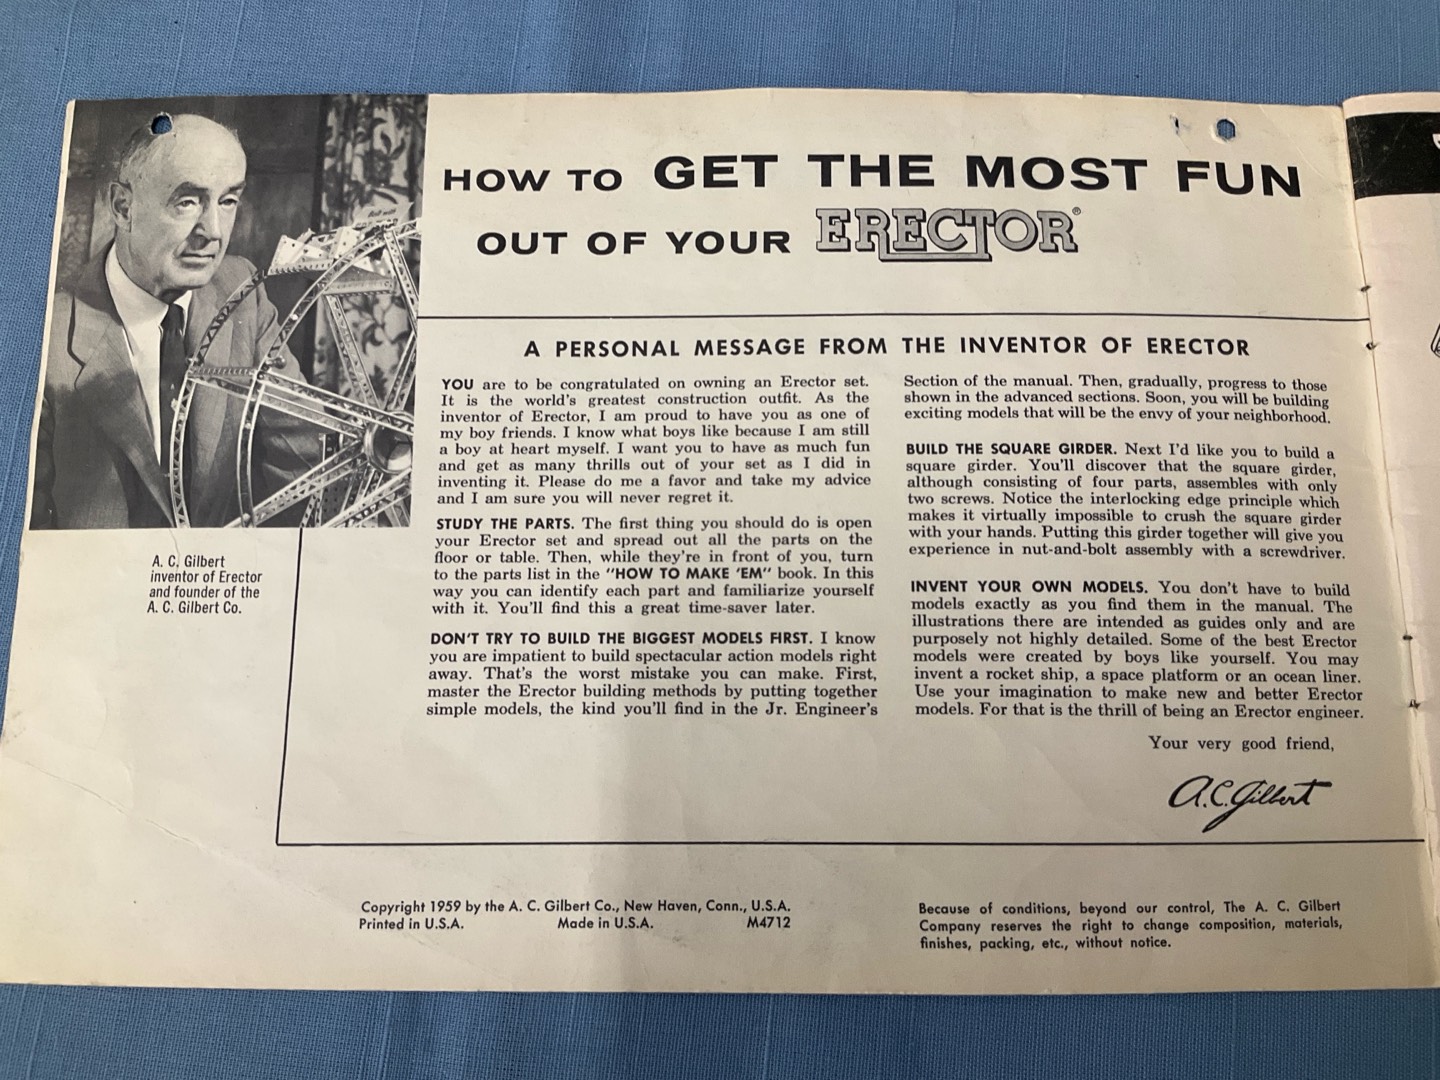 HOW TO GET THE MOST FUN
OUT OF YOUR ERECTOR®
A PERSONAL MESSAGE FROM THE INVENTOR OF ERECTOR
YOU are to be congratulated on owning an Erector set.
It is the world's greatest construction outfit. As the
inventor of Erector, I am proud to have you as one of
my boy friends. I know what boys like because I am still
a boy at heart myself. I want you to have as much fun
and get as many thrills out of your set as I did in
inventing it. Please do me a favor and take my advice
and I am sure you will never regret it.
STUDY THE PARTS. The first thing you should do is open
your Erector set and spread out all the parts on the
floor or table. Then, while they're in front of you, turn
to the parts list in the "HOW TO MAKE 'EM" book. In this
way you can identify each part and familiarize yourself
with it. You'll find this a great time-saver later.
DON'T TRY TO BUILD THE BIGGEST MODELS FIRST. I know
you are impatient to build spectacular action models right
away. That's the worst mistake you can make. First,
master the Erector building methods by putting together
simple models, the kind you'll find in the Jr. Engineer's
Section of the manual. Then, gradually, progress to those
shown in the advanced sections. Soon, you will be building
exciting models that will be the envy of your neighborhood.
BUILD THE SQUARE GIRDER. Next I'd like you to build a
square girder. You'll discover that the square girder,
although consisting of four parts, assembles with only
two screws. Notice the interlocking edge principle which
makes it virtually impossible to crush the square girder
with your hands. Putting this girder together will give you
experience in nut-and-bolt assembly with a screwdriver.
INVENT YOUR OWN MODELS. You don't have to build
models exactly as you find them in the manual. The
illustrations there are intended as guides only and are
purposely not highly detailed. Some of the best Erector
models were created by boys like yourself. You may
invent a rocket ship, a space platform or an ocean liner.
Use your imagination to make new and better Erector
models. For that is the thrill of being an Erector engineer.
Your very good friend,
A.C. Gilbert
A. C. Gilbert
inventor of Erector
and founder of the
A. C. Gilbert Co.
Copyright 1959 by the A. C. Gilbert Co., New Haven, Conn., U.S.A.
Printed in U.S.A. Made in U.S.A. M4712
Because of conditions, beyond our control, The A. C. Gilbert
Company reserves the right to change composition, materials,
finishes, packing, etc., without notice.